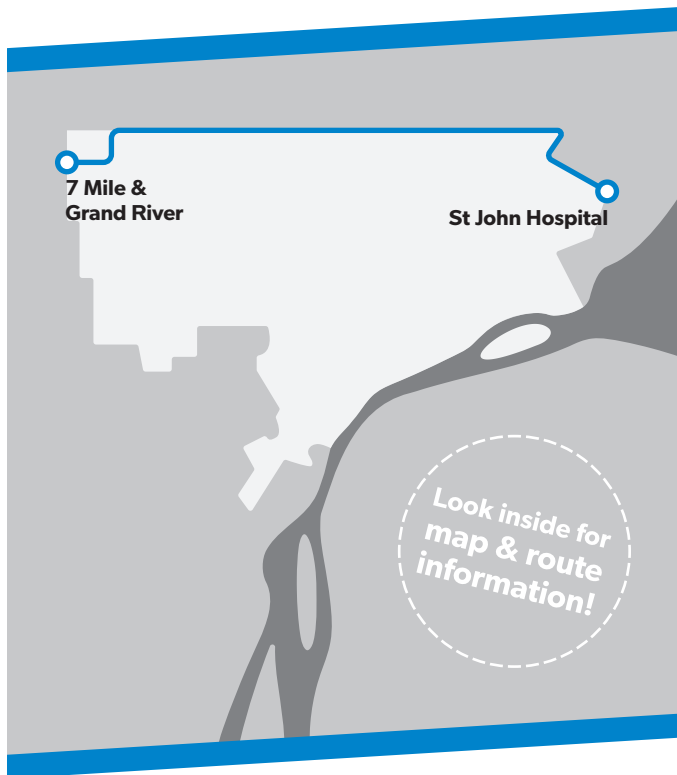 7 Mile &
Grand River
St John Hospital
Look inside for
map & route
information!